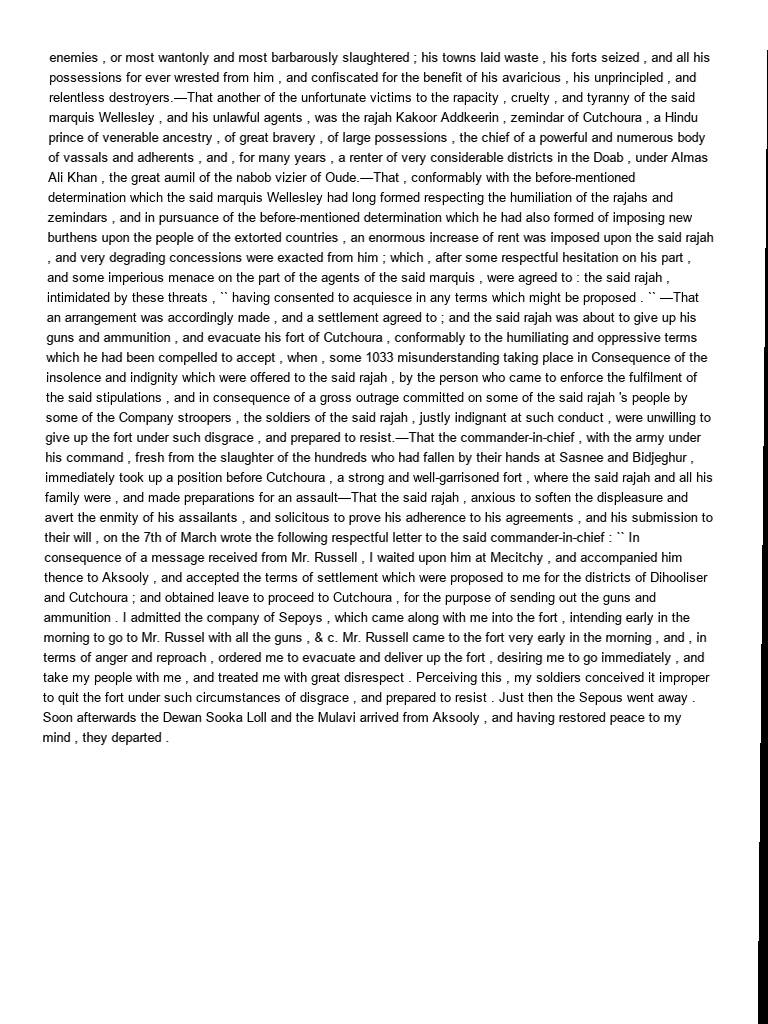 enemies , or most wantonly and most barbarously slaughtered ; his towns laid waste , his forts seized , and all his
possessions for ever wrested from him , and confiscated for the benefit of his avaricious , his unprincipled , and
relentless destroyers.—That another of the unfortunate victims to the rapacity , cruelty , and tyranny of the said
marquis Wellesley , and his unlawful agents , was the rajah Kakoor Addkeerin , zemindar of Cutchoura , a Hindu
prince of venerable ancestry , of great bravery , of large possessions , the chief of a powerful and numerous body
of vassals and adherents , and , for many years , a renter of very considerable districts in the Doab , under Almas
Ali Khan , the great aumil of the nabob vizier of Oude.—That , conformably with the before-mentioned
determination which the said marquis Wellesley had long formed respecting the humiliation of the rajahs and
zemindars , and in pursuance of the before-mentioned determination which he had also formed of imposing new
burthens upon the people of the extorted countries , an enormous increase of rent was imposed upon the said rajah
, and very degrading concessions were exacted from him ; which , after some respectful hesitation on his part ,
and some imperious menace on the part of the agents of the said marquis , were agreed to : the said rajah ,
intimidated by these threats , `` having consented to acquiesce in any terms which might be proposed . `` —That
an arrangement was accordingly made , and a settlement agreed to ; and the said rajah was about to give up his
guns and ammunition , and evacuate his fort of Cutchoura , conformably to the humiliating and oppressive terms
which he had been compelled to accept , when , some 1033 misunderstanding taking place in Consequence of the
insolence and indignity which were offered to the said rajah , by the person who came to enforce the fulfilment of
the said stipulations , and in consequence of a gross outrage committed on some of the said rajah 's people by
some of the Company stroopers , the soldiers of the said rajah , justly indignant at such conduct , were unwilling to
give up the fort under such disgrace , and prepared to resist.—That the commander-in-chief , with the army under
his command , fresh from the slaughter of the hundreds who had fallen by their hands at Sasnee and Bidjeghur ,
immediately took up a position before Cutchoura , a strong and well-garrisoned fort , where the said rajah and all his
family were , and made preparations for an assault—That the said rajah , anxious to soften the displeasure and
avert the enmity of his assailants , and solicitous to prove his adherence to his agreements , and his submission to
their will , on the 7th of March wrote the following respectful letter to the said commander-in-chief : `` In
consequence of a message received from Mr. Russell , I waited upon him at Mecitchy , and accompanied him
thence to Aksooly , and accepted the terms of settlement which were proposed to me for the districts of Dihooliser
and Cutchoura ; and obtained leave to proceed to Cutchoura , for the purpose of sending out the guns and
ammunition . I admitted the company of Sepoys , which came along with me into the fort , intending early in the
morning to go to Mr. Russel with all the guns , & c. Mr. Russell came to the fort very early in the morning , and , in
terms of anger and reproach , ordered me to evacuate and deliver up the fort , desiring me to go immediately , and
take my people with me , and treated me with great disrespect . Perceiving this , my soldiers conceived it improper
to quit the fort under such circumstances of disgrace , and prepared to resist . Just then the Sepous went away .
Soon afterwards the Dewan Sooka Loll and the Mulavi arrived from Aksooly , and having restored peace to my
mind , they departed .